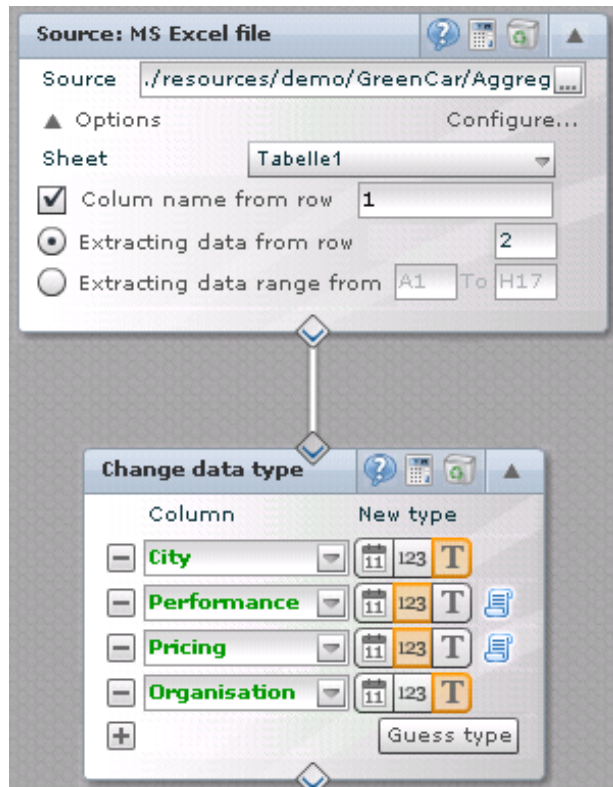 Source: MS Excel file
Source ./resources/demo/GreenCar/Aggreg ...
Options Configure...
Sheet Tabelle1
Colum name from row 1
Extracting data from row 2
Extracting data range from A1 To H17
Change data type
Column New type
City 11 123 T
Performance 11 123 T
Pricing 11 123 T
Organisation 11 123 T
Guess type